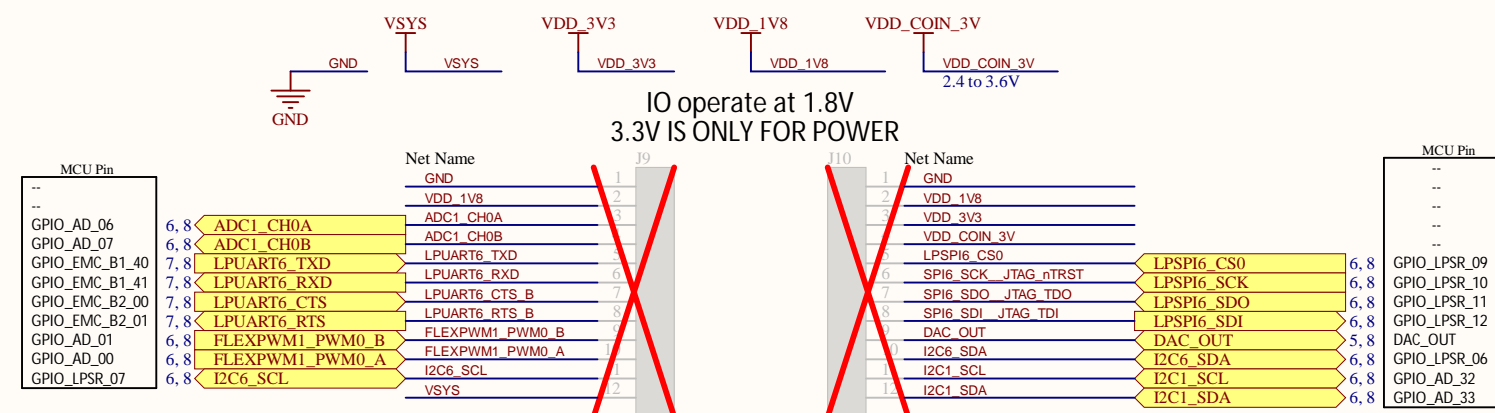 VSYS VDD_3V3 VDD_1V8 VDD_COIN_3V
GND VSYS VDD_3V3 VDD_1V8 VDD_COIN_3V
2.4 to 3.6V
GND
IO operate at 1.8V
3.3V IS ONLY FOR POWER
MCU Pin Net Name J9 J10 Net Name MCU Pin
-- GND 1 1 GND --
-- VDD_1V8 2 2 VDD_1V8 --
GPIO_AD_06 6, 8 ADC1_CH0A ADC1_CH0A 3 3 VDD_3V3 --
GPIO_AD_07 6, 8 ADC1_CH0B ADC1_CH0B VDD_COIN_3V --
GPIO_EMC_B1_40 7, 8 LPUART6_TXD LPUART6_TXD 5 5 LPSPI6_CS0 LPSPI6_CS0 6, 8 GPIO_LPSR_09
GPIO_EMC_B1_41 7, 8 LPUART6_RXD LPUART6_RXD 6 6 SPI6_SCK__JTAG_nTRST LPSPI6_SCK 6, 8 GPIO_LPSR_10
GPIO_EMC_B2_00 7, 8 LPUART6_CTS LPUART6_CTS_B 7 7 SPI6_SDO__JTAG_TDO LPSPI6_SDO 6, 8 GPIO_LPSR_11
GPIO_EMC_B2_01 7, 8 LPUART6_RTS LPUART6_RTS_B 8 8 SPI6_SDI__JTAG_TDI LPSPI6_SDI 6, 8 GPIO_LPSR_12
GPIO_AD_01 6, 8 FLEXPWM1_PWM0_B FLEXPWM1_PWM0_B 9 9 DAC_OUT DAC_OUT 5, 8 DAC_OUT
GPIO_AD_00 6, 8 FLEXPWM1_PWM0_A FLEXPWM1_PWM0_A I2C6_SDA I2C6_SDA 6, 8 GPIO_LPSR_06
GPIO_LPSR_07 6, 8 I2C6_SCL I2C6_SCL 11 11 I2C1_SCL I2C1_SCL 6, 8 GPIO_AD_32
VSYS 12 12 I2C1_SDA I2C1_SDA 6, 8 GPIO_AD_33